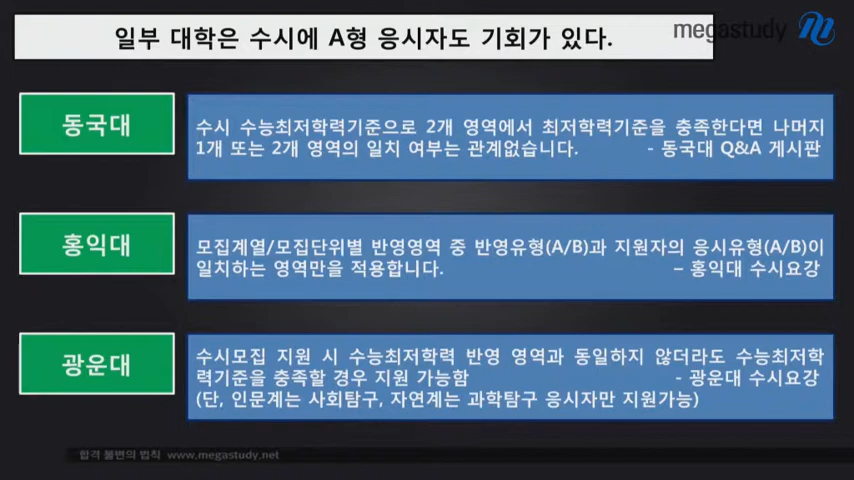 일부 대학은 수시에 A형 응시자도 기회가 있다.
megastudy
동국대
수시 수능최저학력기준으로 2개 영역에서 최저학력기준을 충족한다면 나머지
1개 또는 2개 영역의 일치 여부는 관계없습니다. - 동국대 Q&A 게시판
홍익대
모집계열/모집단위별 반영영역 중 반영유형(A/B)과 지원자의 응시유형(A/B)이
일치하는 영역만을 적용합니다. – 홍익대 수시요강
광운대
수시모집 지원 시 수능최저학력 반영 영역과 동일하지 않더라도 수능최저학
력기준을 충족할 경우 지원 가능함 - 광운대 수시요강
(단, 인문계는 사회탐구, 자연계는 과학탐구 응시자만 지원가능)
합격 불변의 법칙 www.megastudy.net